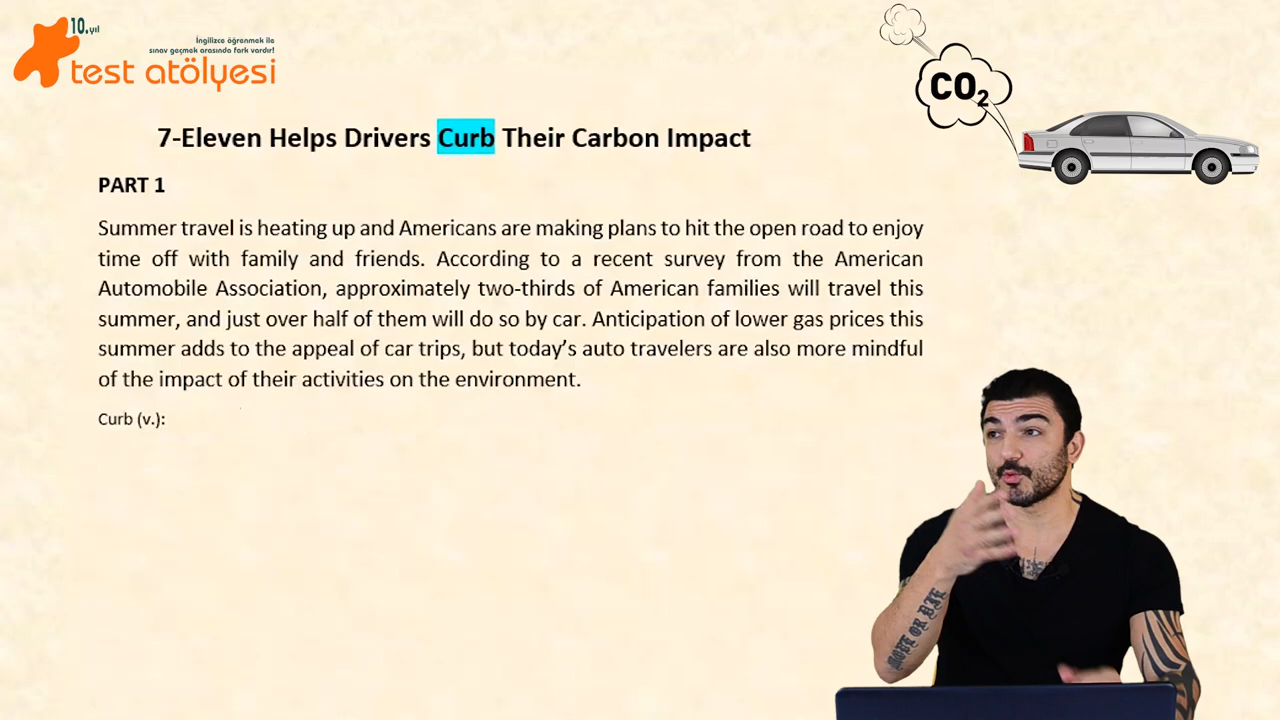 10.yıl
İngilizce öğrenmek ile
sınav geçmek arasında fark vardır!
test atölyesi
CO2
7-Eleven Helps Drivers Curb Their Carbon Impact
PART 1
Summer travel is heating up and Americans are making plans to hit the open road to enjoy
time off with family and friends. According to a recent survey from the American
Automobile Association, approximately two-thirds of American families will travel this
summer, and just over half of them will do so by car. Anticipation of lower gas prices this
summer adds to the appeal of car trips, but today's auto travelers are also more mindful
of the impact of their activities on the environment.
Curb (v.):